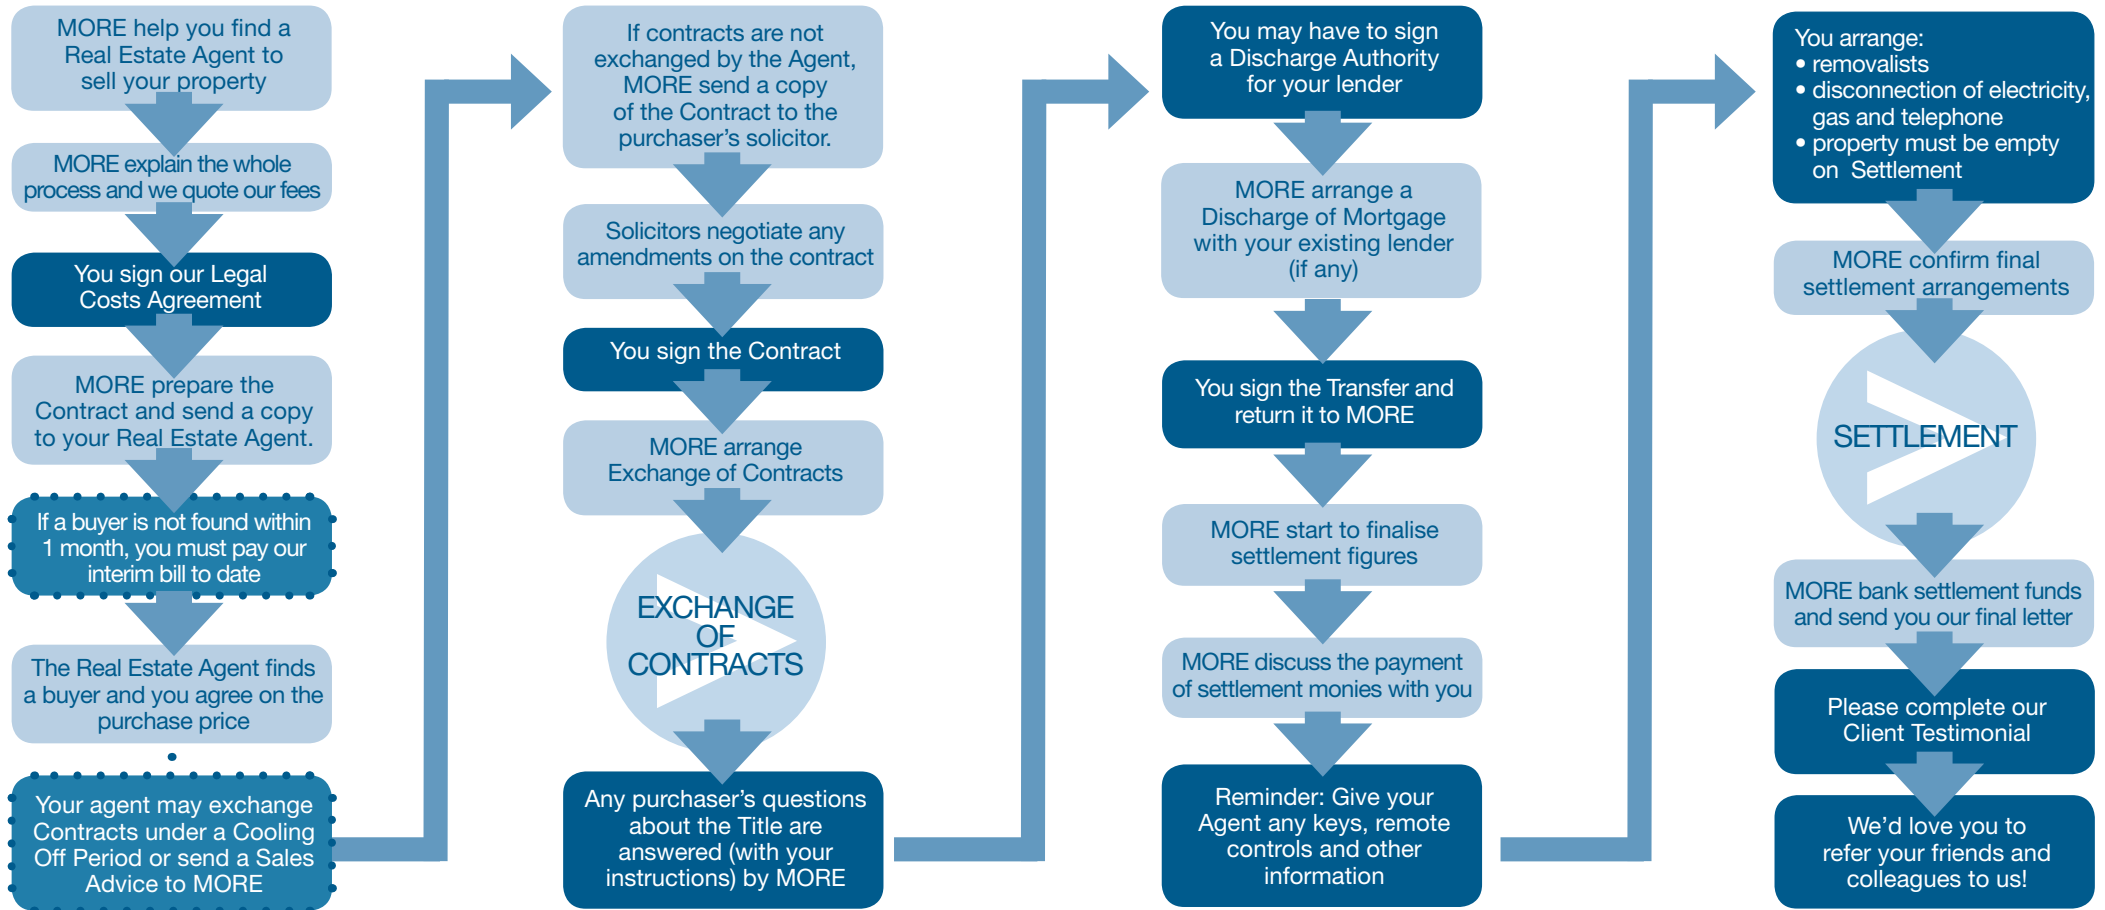 MORE help you find a
Real Estate Agent to
sell your property
MORE explain the whole
process and we quote our fees
You sign our Legal
Costs Agreement
MORE prepare the
Contract and send a copy
to your Real Estate Agent.
If a buyer is not found within
1 month, you must pay our
interim bill to date
The Real Estate Agent finds
a buyer and you agree on the
purchase price
Your agent may exchange
Contracts under a Cooling
Off Period or send a Sales
Advice to MORE
If contracts are not
exchanged by the Agent,
MORE send a copy
of the Contract to the
purchaser's solicitor.
Solicitors negotiate any
amendments on the contract
You sign the Contract
MORE arrange
Exchange of Contracts
EXCHANGE
OF
CONTRACTS
Any purchaser's questions
about the Title are
answered (with your
instructions) by MORE
You may have to sign
a Discharge Authority
for your lender
MORE arrange a
Discharge of Mortgage
with your existing lender
(if any)
You sign the Transfer and
return it to MORE
MORE start to finalise
settlement figures
MORE discuss the payment
of settlement monies with you
Reminder: Give your
Agent any keys, remote
controls and other
information
You arrange:
• removalists
• disconnection of electricity,
gas and telephone
• property must be empty
on Settlement
MORE confirm final
settlement arrangements
SETTLEMENT
MORE bank settlement funds
and send you our final letter
Please complete our
Client Testimonial
We'd love you to
refer your friends and
colleagues to us!